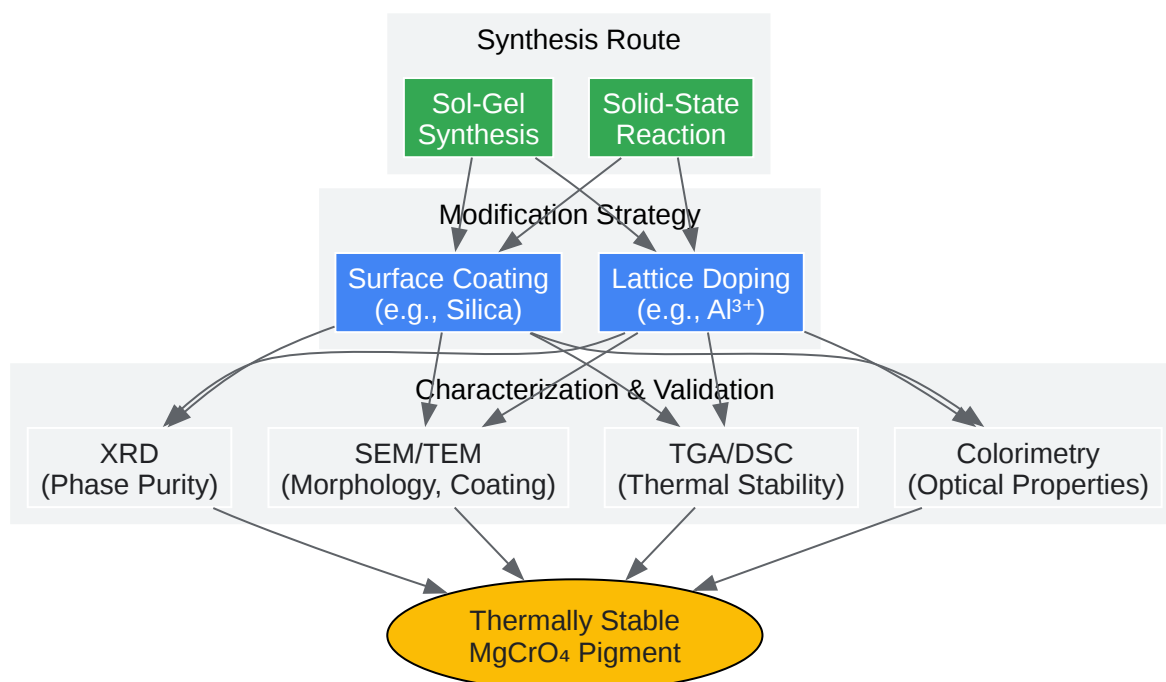 Synthesis Route
Sol-Gel
Synthesis
Solid-State
Reaction
Modification Strategy
Surface Coating
(e.g., Silica)
Lattice Doping
(e.g., Al³⁺)
Characterization & Validation
XRD
(Phase Purity)
SEM/TEM
(Morphology, Coating)
TGA/DSC
(Thermal Stability)
Colorimetry
(Optical Properties)
Thermally Stable
MgCrO₄ Pigment